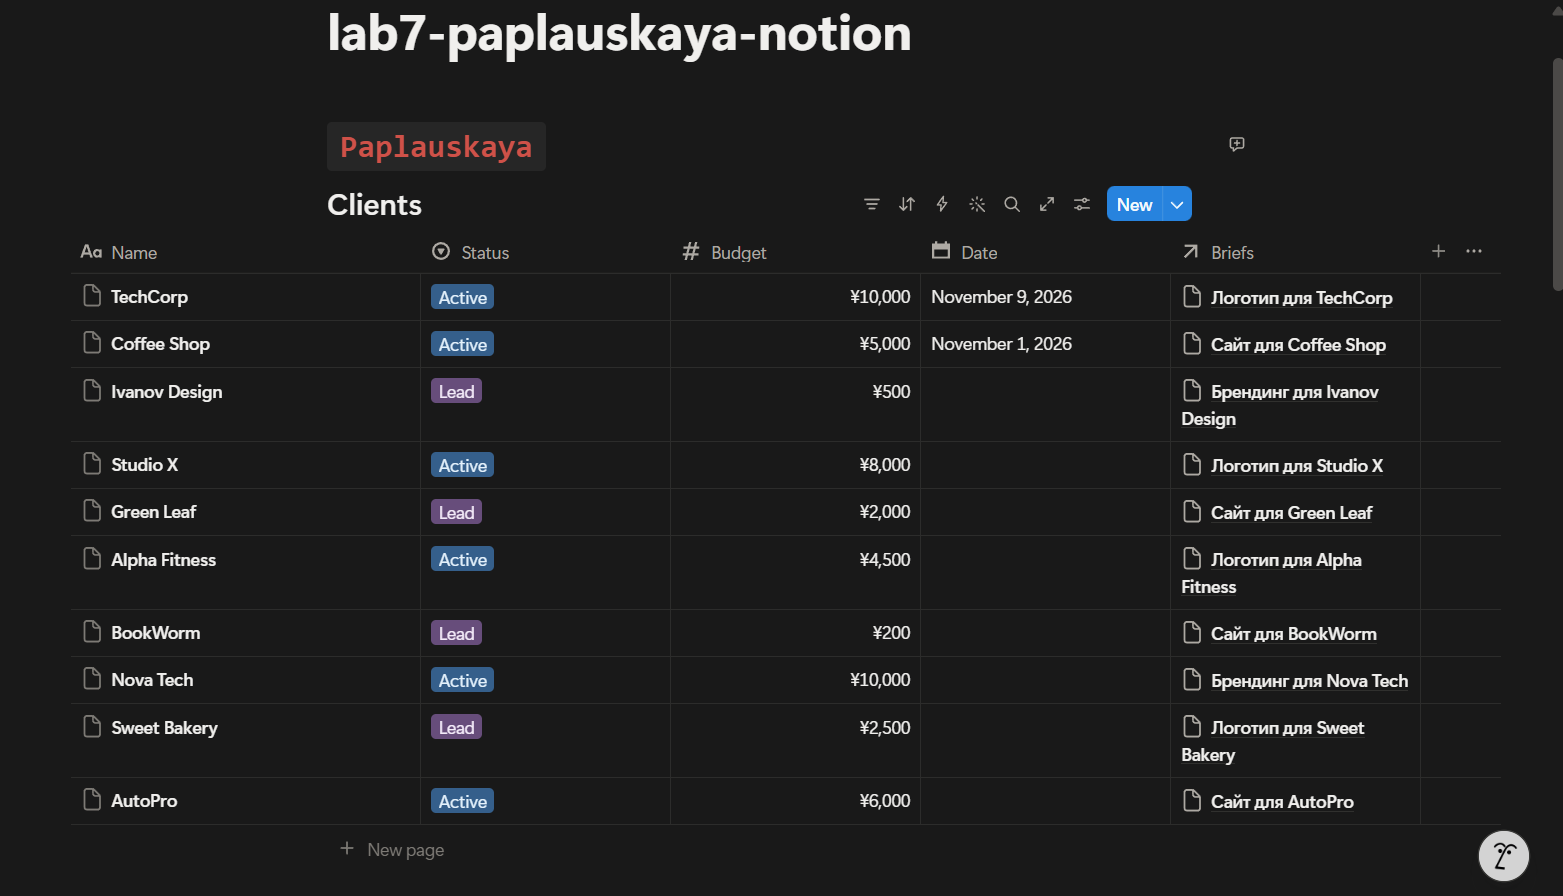 lab7-paplauskaya-notion
Paplauskaya
Clients
New
Aa Name Status # Budget Date Briefs
TechCorp Active ¥10,000 November 9, 2026 Логотип для TechCorp
Coffee Shop Active ¥5,000 November 1, 2026 Сайт для Coffee Shop
Ivanov Design Lead ¥500 Брендинг для Ivanov
Design
Studio X Active ¥8,000 Логотип для Studio X
Green Leaf Lead ¥2,000 Сайт для Green Leaf
Alpha Fitness Active ¥4,500 Логотип для Alpha
Fitness
BookWorm Lead ¥200 Сайт для BookWorm
Nova Tech Active ¥10,000 Брендинг для Nova Tech
Sweet Bakery Lead ¥2,500 Логотип для Sweet
Bakery
AutoPro Active ¥6,000 Сайт для AutoPro
+ New page